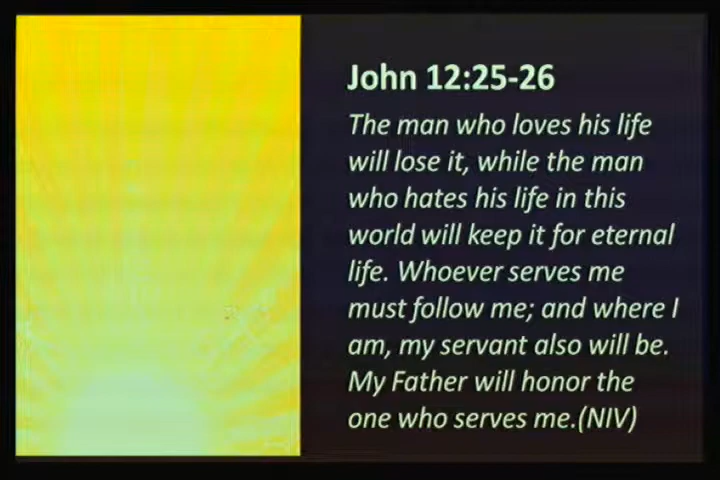 John 12:25-26
The man who loves his life
will lose it, while the man
who hates his life in this
world will keep it for eternal
life. Whoever serves me
must follow me; and where I
am, my servant also will be.
My Father will honor the
one who serves me.(NIV)